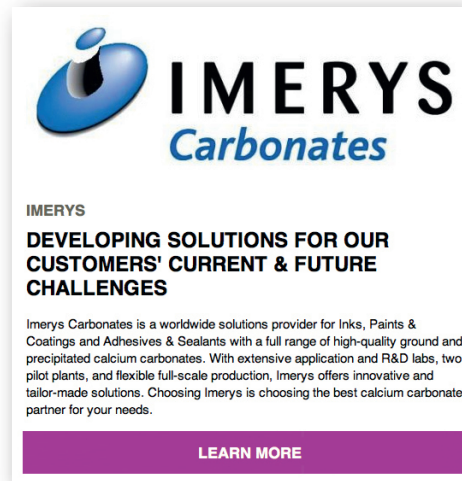 IMERYS
Carbonates
IMERYS
DEVELOPING SOLUTIONS FOR OUR
CUSTOMERS' CURRENT & FUTURE
CHALLENGES
Imerys Carbonates is a worldwide solutions provider for Inks, Paints &
Coatings and Adhesives & Sealants with a full range of high-quality ground and
precipitated calcium carbonates. With extensive application and R&D labs, two
pilot plants, and flexible full-scale production, Imerys offers innovative and
tailor-made solutions. Choosing Imerys is choosing the best calcium carbonate
partner for your needs.
LEARN MORE